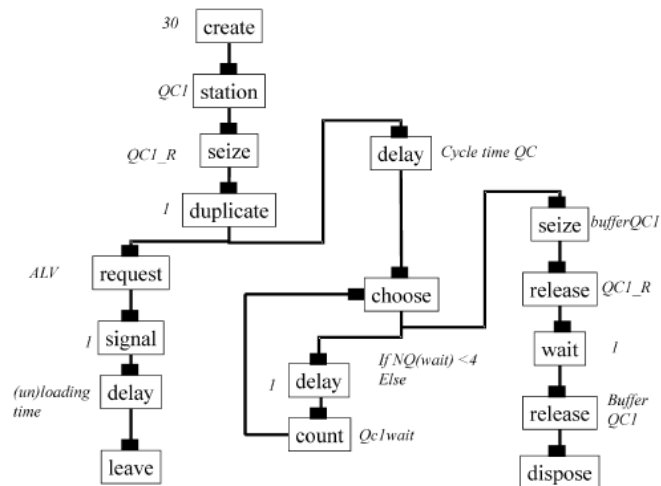 30
create
QC1
station
QC1_R
seize
1
duplicate
delay
Cycle time QC
seize
bufferQC1
ALV
request
choose
release
QC1_R
1
signal
wait
1
(un)loading
time
delay
1
delay
If NQ(wait) <4
Else
release
Buffer
QC1
count
Qc1wait
leave
dispose